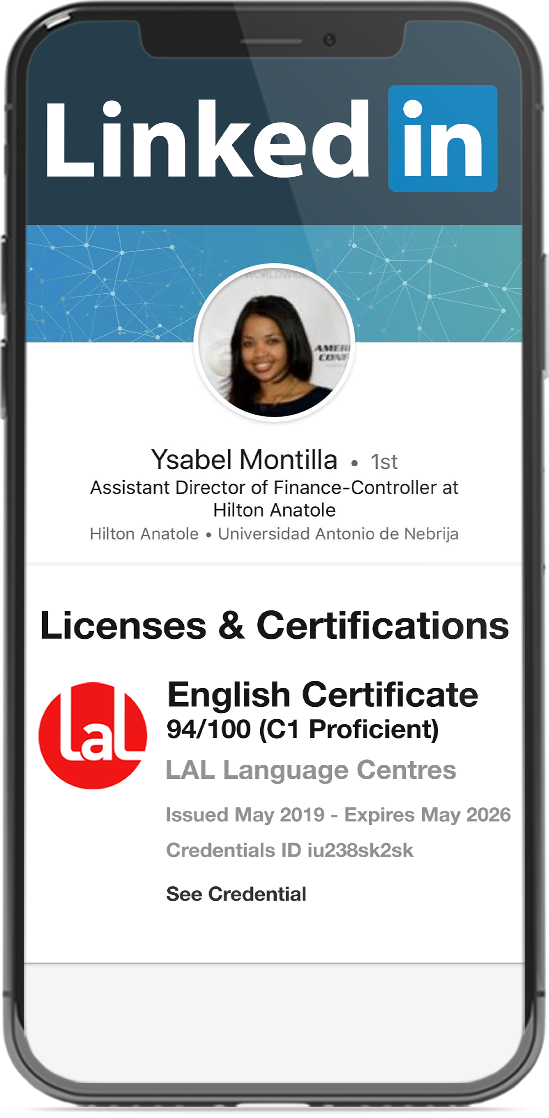 Linked in
AMERI
CONF
Ysabel Montilla • 1st
Assistant Director of Finance-Controller at
Hilton Anatole
Hilton Anatole • Universidad Antonio de Nebrija
Licenses & Certifications
LaL
English Certificate
94/100 (C1 Proficient)
LAL Language Centres
Issued May 2019 - Expires May 2026
Credentials ID iu238sk2sk
See Credential